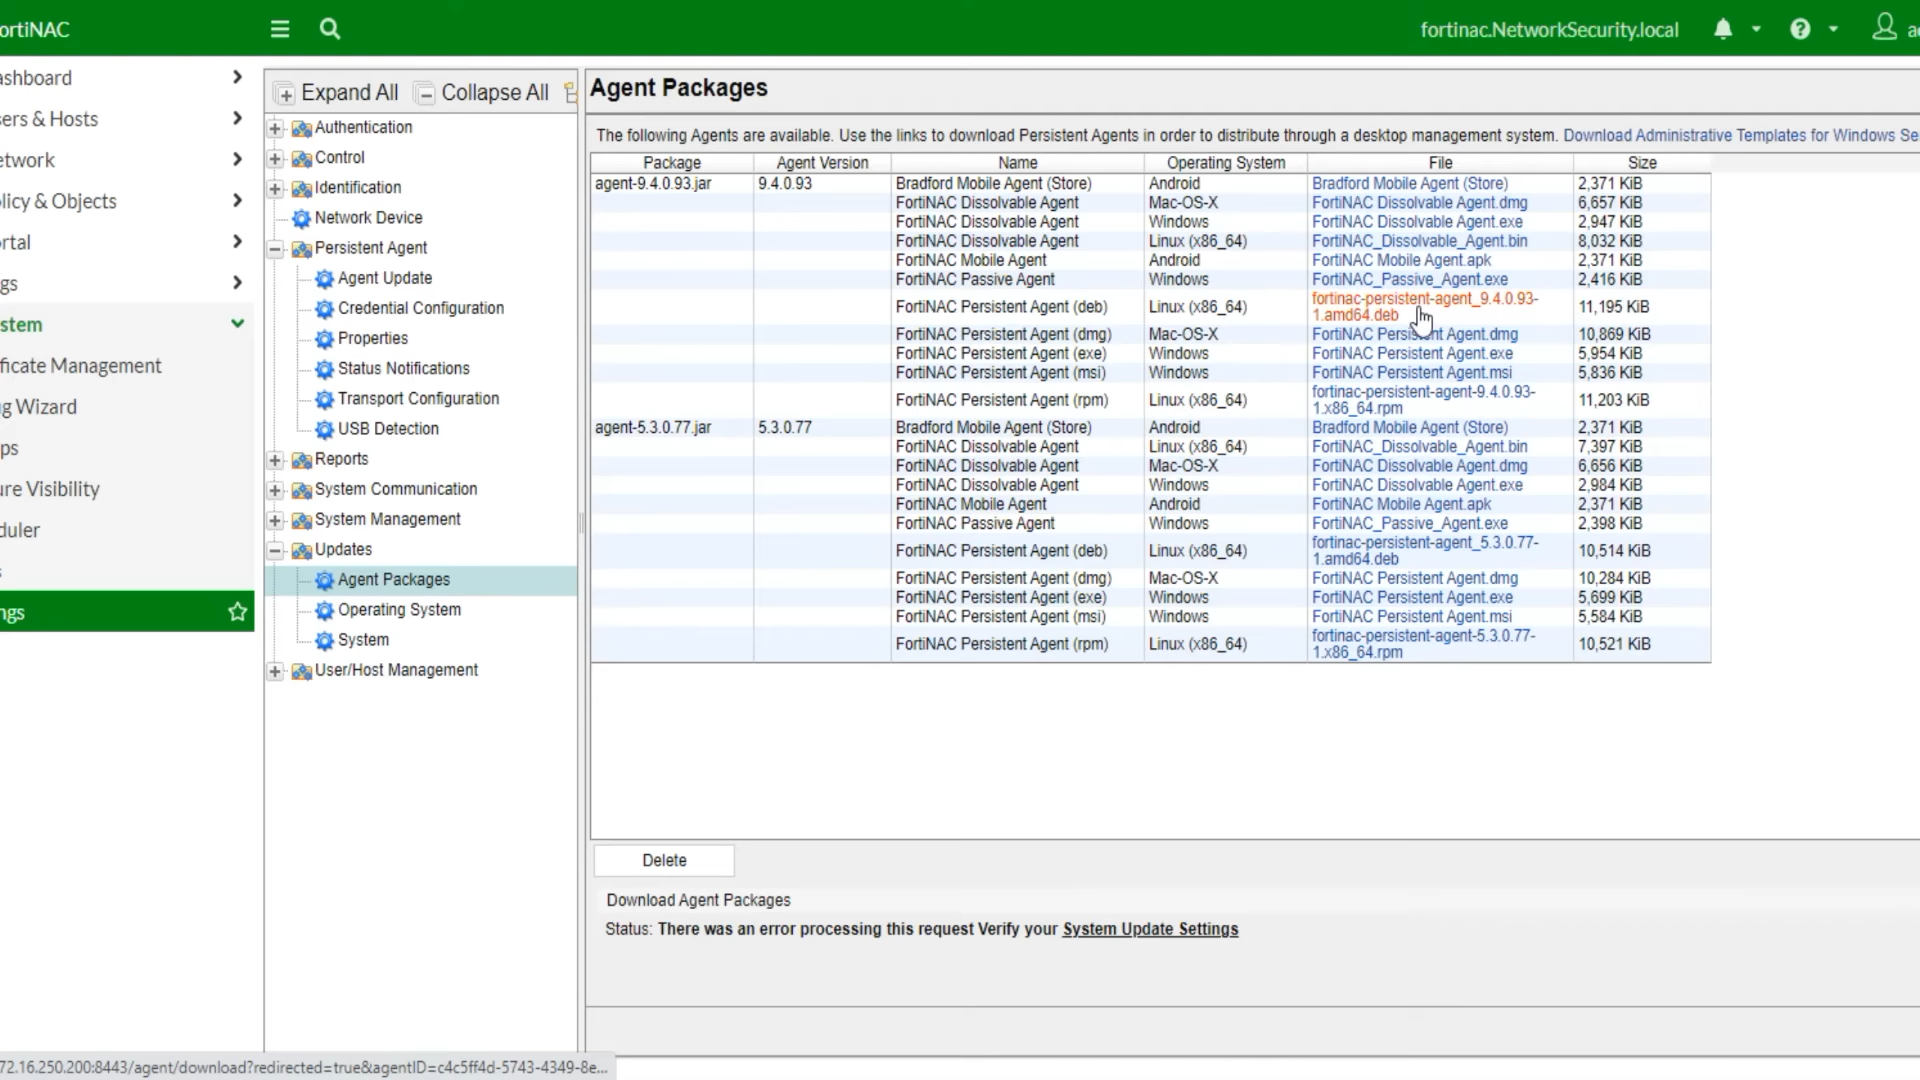 ortiNAC
fortinac.NetworkSecurity.local
ashboard
sers & Hosts
etwork
licy & Objects
rtal
gs
stem
ficate Management
g Wizard
ps
ure Visibility
duler
s
ngs
Expand All
Collapse All
Authentication
Control
Identification
Network Device
Persistent Agent
Agent Update
Credential Configuration
Properties
Status Notifications
Transport Configuration
USB Detection
Reports
System Communication
System Management
Updates
Agent Packages
Operating System
System
User/Host Management
Agent Packages
The following Agents are available. Use the links to download Persistent Agents in order to distribute through a desktop management system. Download Administrative Templates for Windows Se
Package Agent Version Name Operating System File Size
agent-9.4.0.93.jar 9.4.0.93 Bradford Mobile Agent (Store) Android Bradford Mobile Agent (Store) 2,371 KiB
FortiNAC Dissolvable Agent Mac-OS-X FortiNAC Dissolvable Agent.dmg 6,657 KiB
FortiNAC Dissolvable Agent Windows FortiNAC Dissolvable Agent.exe 2,947 KiB
FortiNAC Dissolvable Agent Linux (x86_64) FortiNAC_Dissolvable_Agent.bin 8,032 KiB
FortiNAC Mobile Agent Android FortiNAC Mobile Agent.apk 2,371 KiB
FortiNAC Passive Agent Windows FortiNAC_Passive_Agent.exe 2,416 KiB
FortiNAC Persistent Agent (deb) Linux (x86_64) fortinac-persistent-agent_9.4.0.93-
1.amd64.deb 11,195 KiB
FortiNAC Persistent Agent (dmg) Mac-OS-X FortiNAC Persistent Agent.dmg 10,869 KiB
FortiNAC Persistent Agent (exe) Windows FortiNAC Persistent Agent.exe 5,954 KiB
FortiNAC Persistent Agent (msi) Windows FortiNAC Persistent Agent.msi 5,836 KiB
FortiNAC Persistent Agent (rpm) Linux (x86_64) fortinac-persistent-agent-9.4.0.93-
1.x86_64.rpm 11,203 KiB
agent-5.3.0.77.jar 5.3.0.77 Bradford Mobile Agent (Store) Android Bradford Mobile Agent (Store) 2,371 KiB
FortiNAC Dissolvable Agent Linux (x86_64) FortiNAC_Dissolvable_Agent.bin 7,397 KiB
FortiNAC Dissolvable Agent Mac-OS-X FortiNAC Dissolvable Agent.dmg 6,656 KiB
FortiNAC Dissolvable Agent Windows FortiNAC Dissolvable Agent.exe 2,984 KiB
FortiNAC Mobile Agent Android FortiNAC Mobile Agent.apk 2,371 KiB
FortiNAC Passive Agent Windows FortiNAC_Passive_Agent.exe 2,398 KiB
FortiNAC Persistent Agent (deb) Linux (x86_64) fortinac-persistent-agent_5.3.0.77-
1.amd64.deb 10,514 KiB
FortiNAC Persistent Agent (dmg) Mac-OS-X FortiNAC Persistent Agent.dmg 10,284 KiB
FortiNAC Persistent Agent (exe) Windows FortiNAC Persistent Agent.exe 5,699 KiB
FortiNAC Persistent Agent (msi) Windows FortiNAC Persistent Agent.msi 5,584 KiB
FortiNAC Persistent Agent (rpm) Linux (x86_64) fortinac-persistent-agent-5.3.0.77-
1.x86_64.rpm 10,521 KiB
Delete
Download Agent Packages
Status: There was an error processing this request Verify your System Update Settings
72.16.250.200:8443/agent/download?redirected=true&agentID=c4c5ff4d-5743-4349-8e...